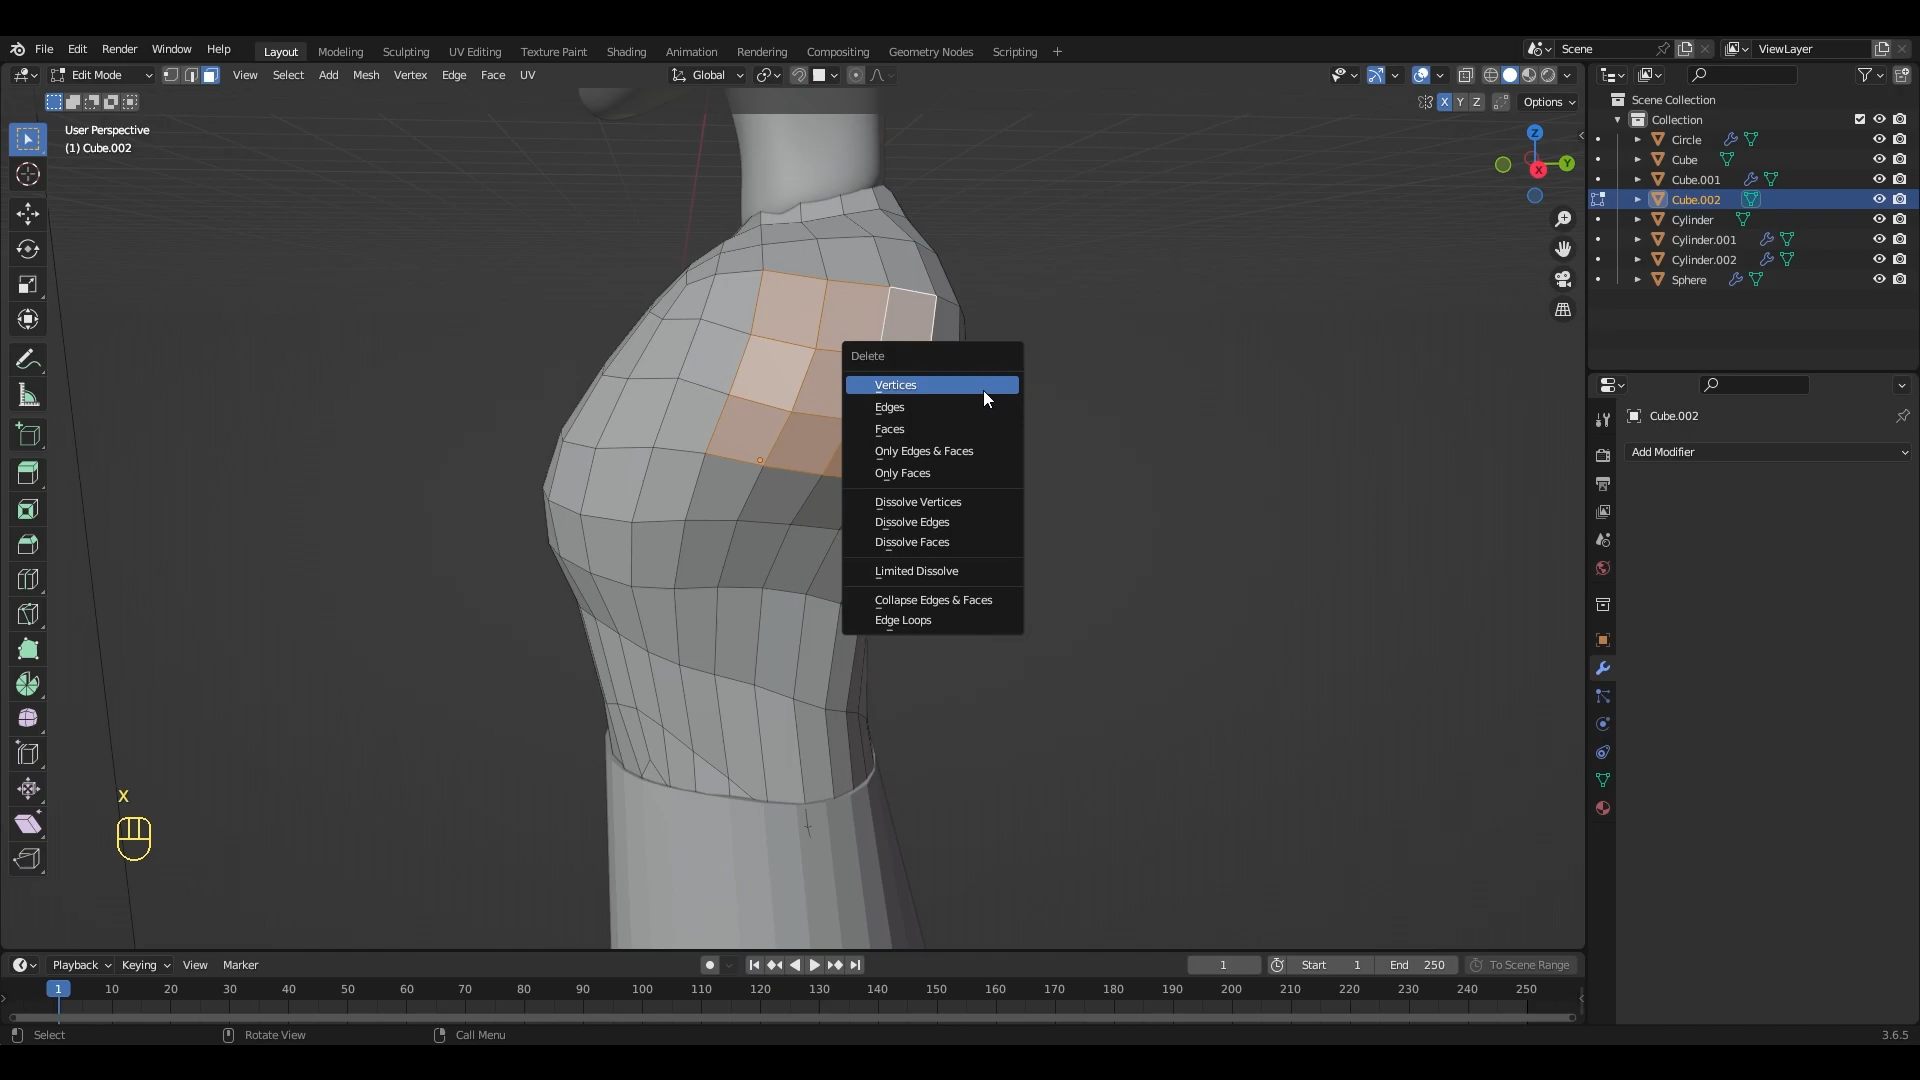 File Edit Render Window Help Layout Modeling Sculpting UV Editing Texture Paint Shading Animation Rendering Compositing Geometry Nodes Scripting + Scene ViewLayer
Edit Mode View Select Add Mesh Vertex Edge Face UV Global
X Y Z Options
User Perspective
(1) Cube.002
Z
Y
X
Scene Collection
Collection
Circle
Cube
Cube.001
Cube.002
Cylinder
Cylinder.001
Cylinder.002
Sphere
Cube.002
Add Modifier
Delete
Vertices
Edges
Faces
Only Edges & Faces
Only Faces
Dissolve Vertices
Dissolve Edges
Dissolve Faces
Limited Dissolve
Collapse Edges & Faces
Edge Loops
X
Playback Keying View Marker 1 Start 1 End 250 To Scene Range
1 10 20 30 40 50 60 70 80 90 100 110 120 130 140 150 160 170 180 190 200 210 220 230 240 250
Select Rotate View Call Menu 3.6.5